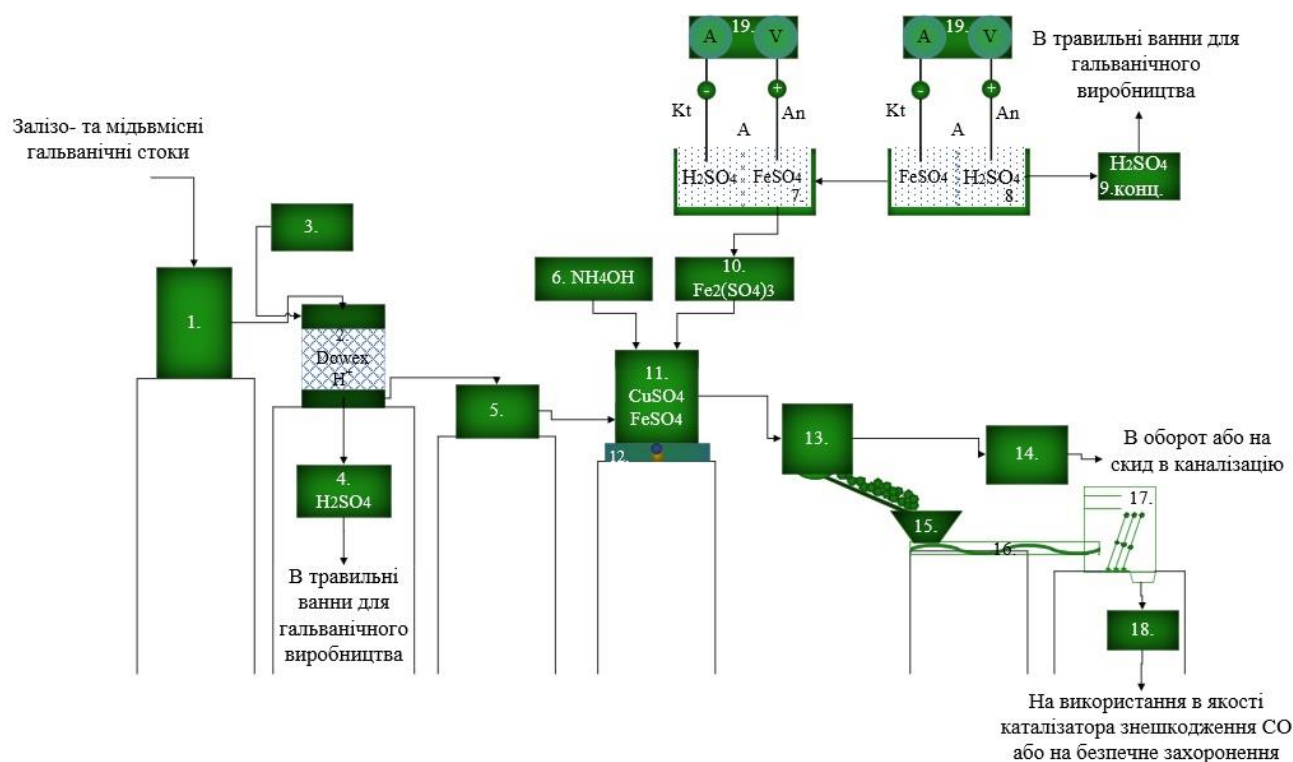 19.
A
V
19.
A
V
В травильні ванни для
гальванічного
виробництва
-
+
-
+
Kt
An
A
Kt
An
A
Залізо- та мідьвмісні
гальванічні стоки
H2SO4
FeSO4
7.
FeSO4
H2SO4
8.
H2SO4
9.конц.
3.
6. NH4OH
10.
Fe2(SO4)3
1.
2.
Dowex
H+
11.
CuSO4
FeSO4
5.
12.
13.
14.
В оборот або на
скид в каналізацію
4.
H2SO4
15.
16.
17.
В травильні
ванни для
гальванічного
виробництва
18.
На використання в якості
каталізатора знешкодження СО
або на безпечне захоронення